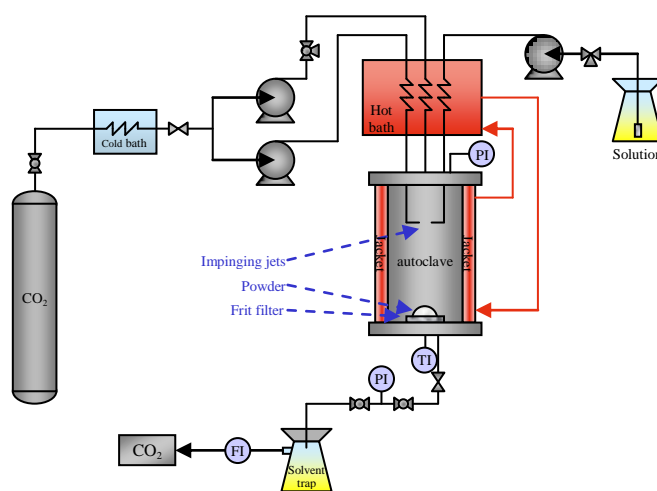 Hot
bath
Cold bath
PI
Solution
Impinging jets
Jacket
autoclave
Jacket
Powder
Frit filter
CO₂
TI
PI
CO₂
FI
Solvent
trap